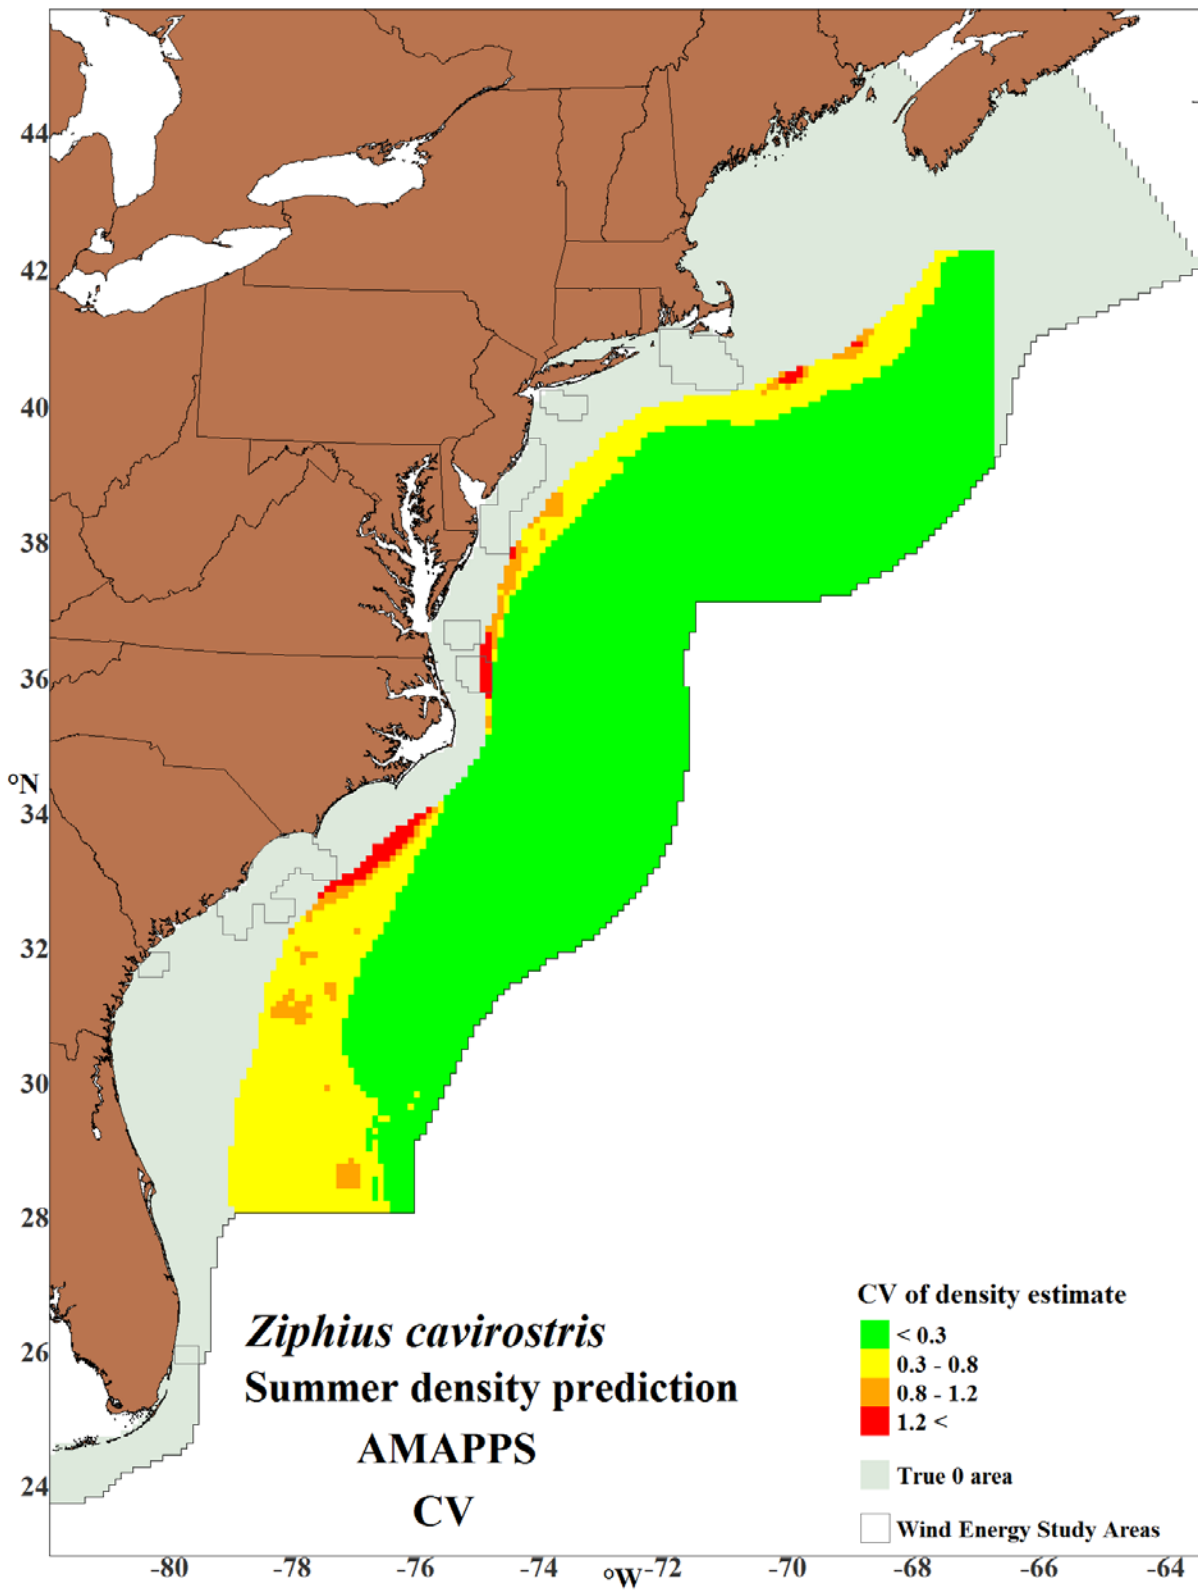 44
42
40
38
36
°N
34
32
30
28
26
24
Ziphius cavirostris
Summer density prediction
AMAPPS
CV
CV of density estimate
< 0.3
0.3 - 0.8
0.8 - 1.2
1.2 <
True 0 area
Wind Energy Study Areas
-80 -78 -76 -74 -72 -70 -68 -66 -64
°W